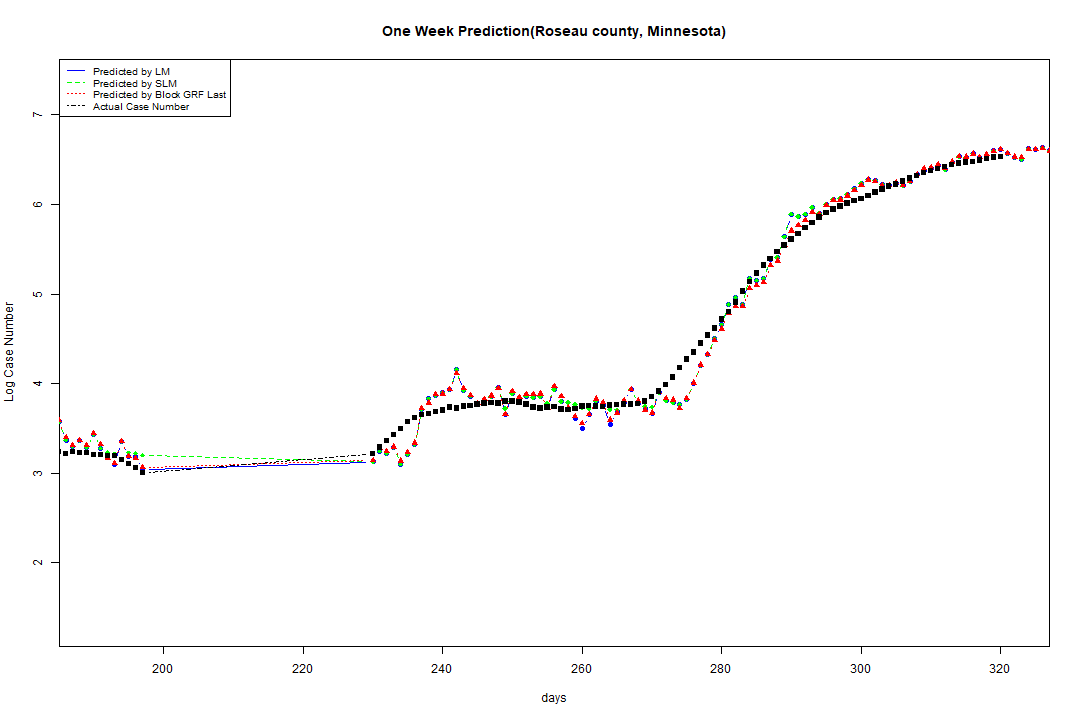 One Week Prediction(Roseau county, Minnesota)
Predicted by LM
Predicted by SLM
Predicted by Block GRF Last
Actual Case Number
7
6
5
4
3
2
Log Case Number
200 220 240 260 280 300 320
days